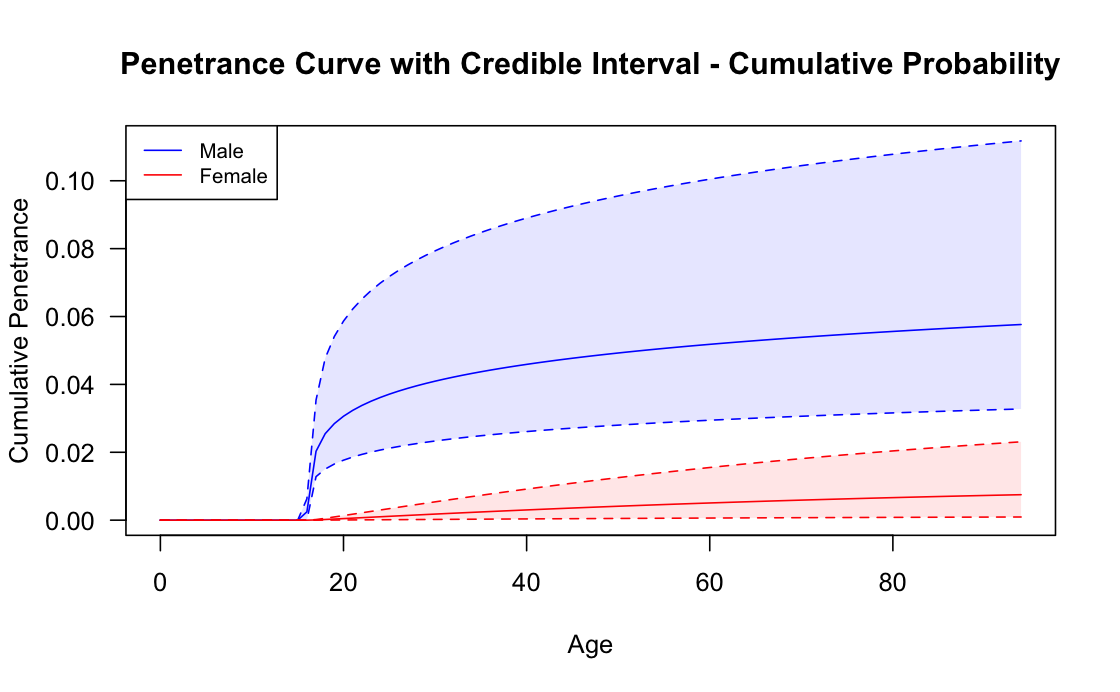 Penetrance Curve with Credible Interval - Cumulative Probability
Male
Female
Cumulative Penetrance
0.10
0.08
0.06
0.04
0.02
0.00
0 20 40 60 80
Age